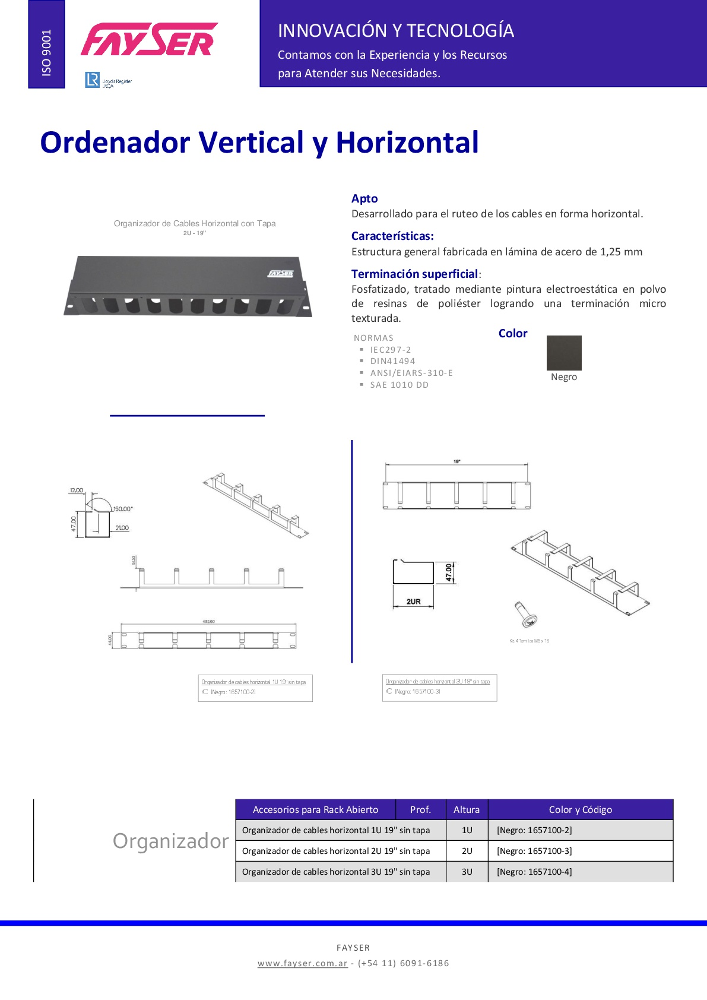 ISO 9001
FAYSER
LR
Lloyd's Register
LRQA
INNOVACIÓN Y TECNOLOGÍA
Contamos con la Experiencia y los Recursos
para Atender sus Necesidades.
Ordenador Vertical y Horizontal
Organizador de Cables Horizontal con Tapa
2U - 19"
FAYSER
Apto
Desarrollado para el ruteo de los cables en forma horizontal.
Características:
Estructura general fabricada en lámina de acero de 1,25 mm
Terminación superficial:
Fosfatizado, tratado mediante pintura electroestática en polvo
de resinas de poliéster logrando una terminación micro
texturada.
NORMAS
▪ IEC297-2
▪ DIN41494
▪ ANSI/EIARS-310-E
▪ SAE 1010 DD
Color
Negro
12.00
150.00°
47.00
21.00
51.35
482.60
44.00
Organizador de cables horizontal 1U 19" sin tapa
[Negro: 1657100-2]
19"
47.00
2UR
Kit 4 Tornillos M5 x 16
Organizador de cables horizontal 2U 19" sin tapa
[Negro: 1657100-3]
Organizador
Accesorios para Rack Abierto Prof. Altura Color y Código
Organizador de cables horizontal 1U 19" sin tapa 1U [Negro: 1657100-2]
Organizador de cables horizontal 2U 19" sin tapa 2U [Negro: 1657100-3]
Organizador de cables horizontal 3U 19" sin tapa 3U [Negro: 1657100-4]
FAYSER
www.fayser.com.ar - (+54 11) 6091-6186